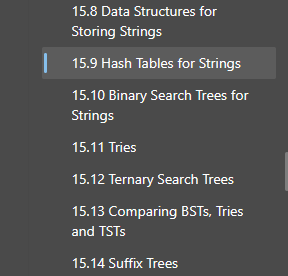 15.8 Data Structures for
Storing Strings
15.9 Hash Tables for Strings
15.10 Binary Search Trees for
Strings
15.11 Tries
15.12 Ternary Search Trees
15.13 Comparing BSTs, Tries
and TSTs
15.14 Suffix Trees